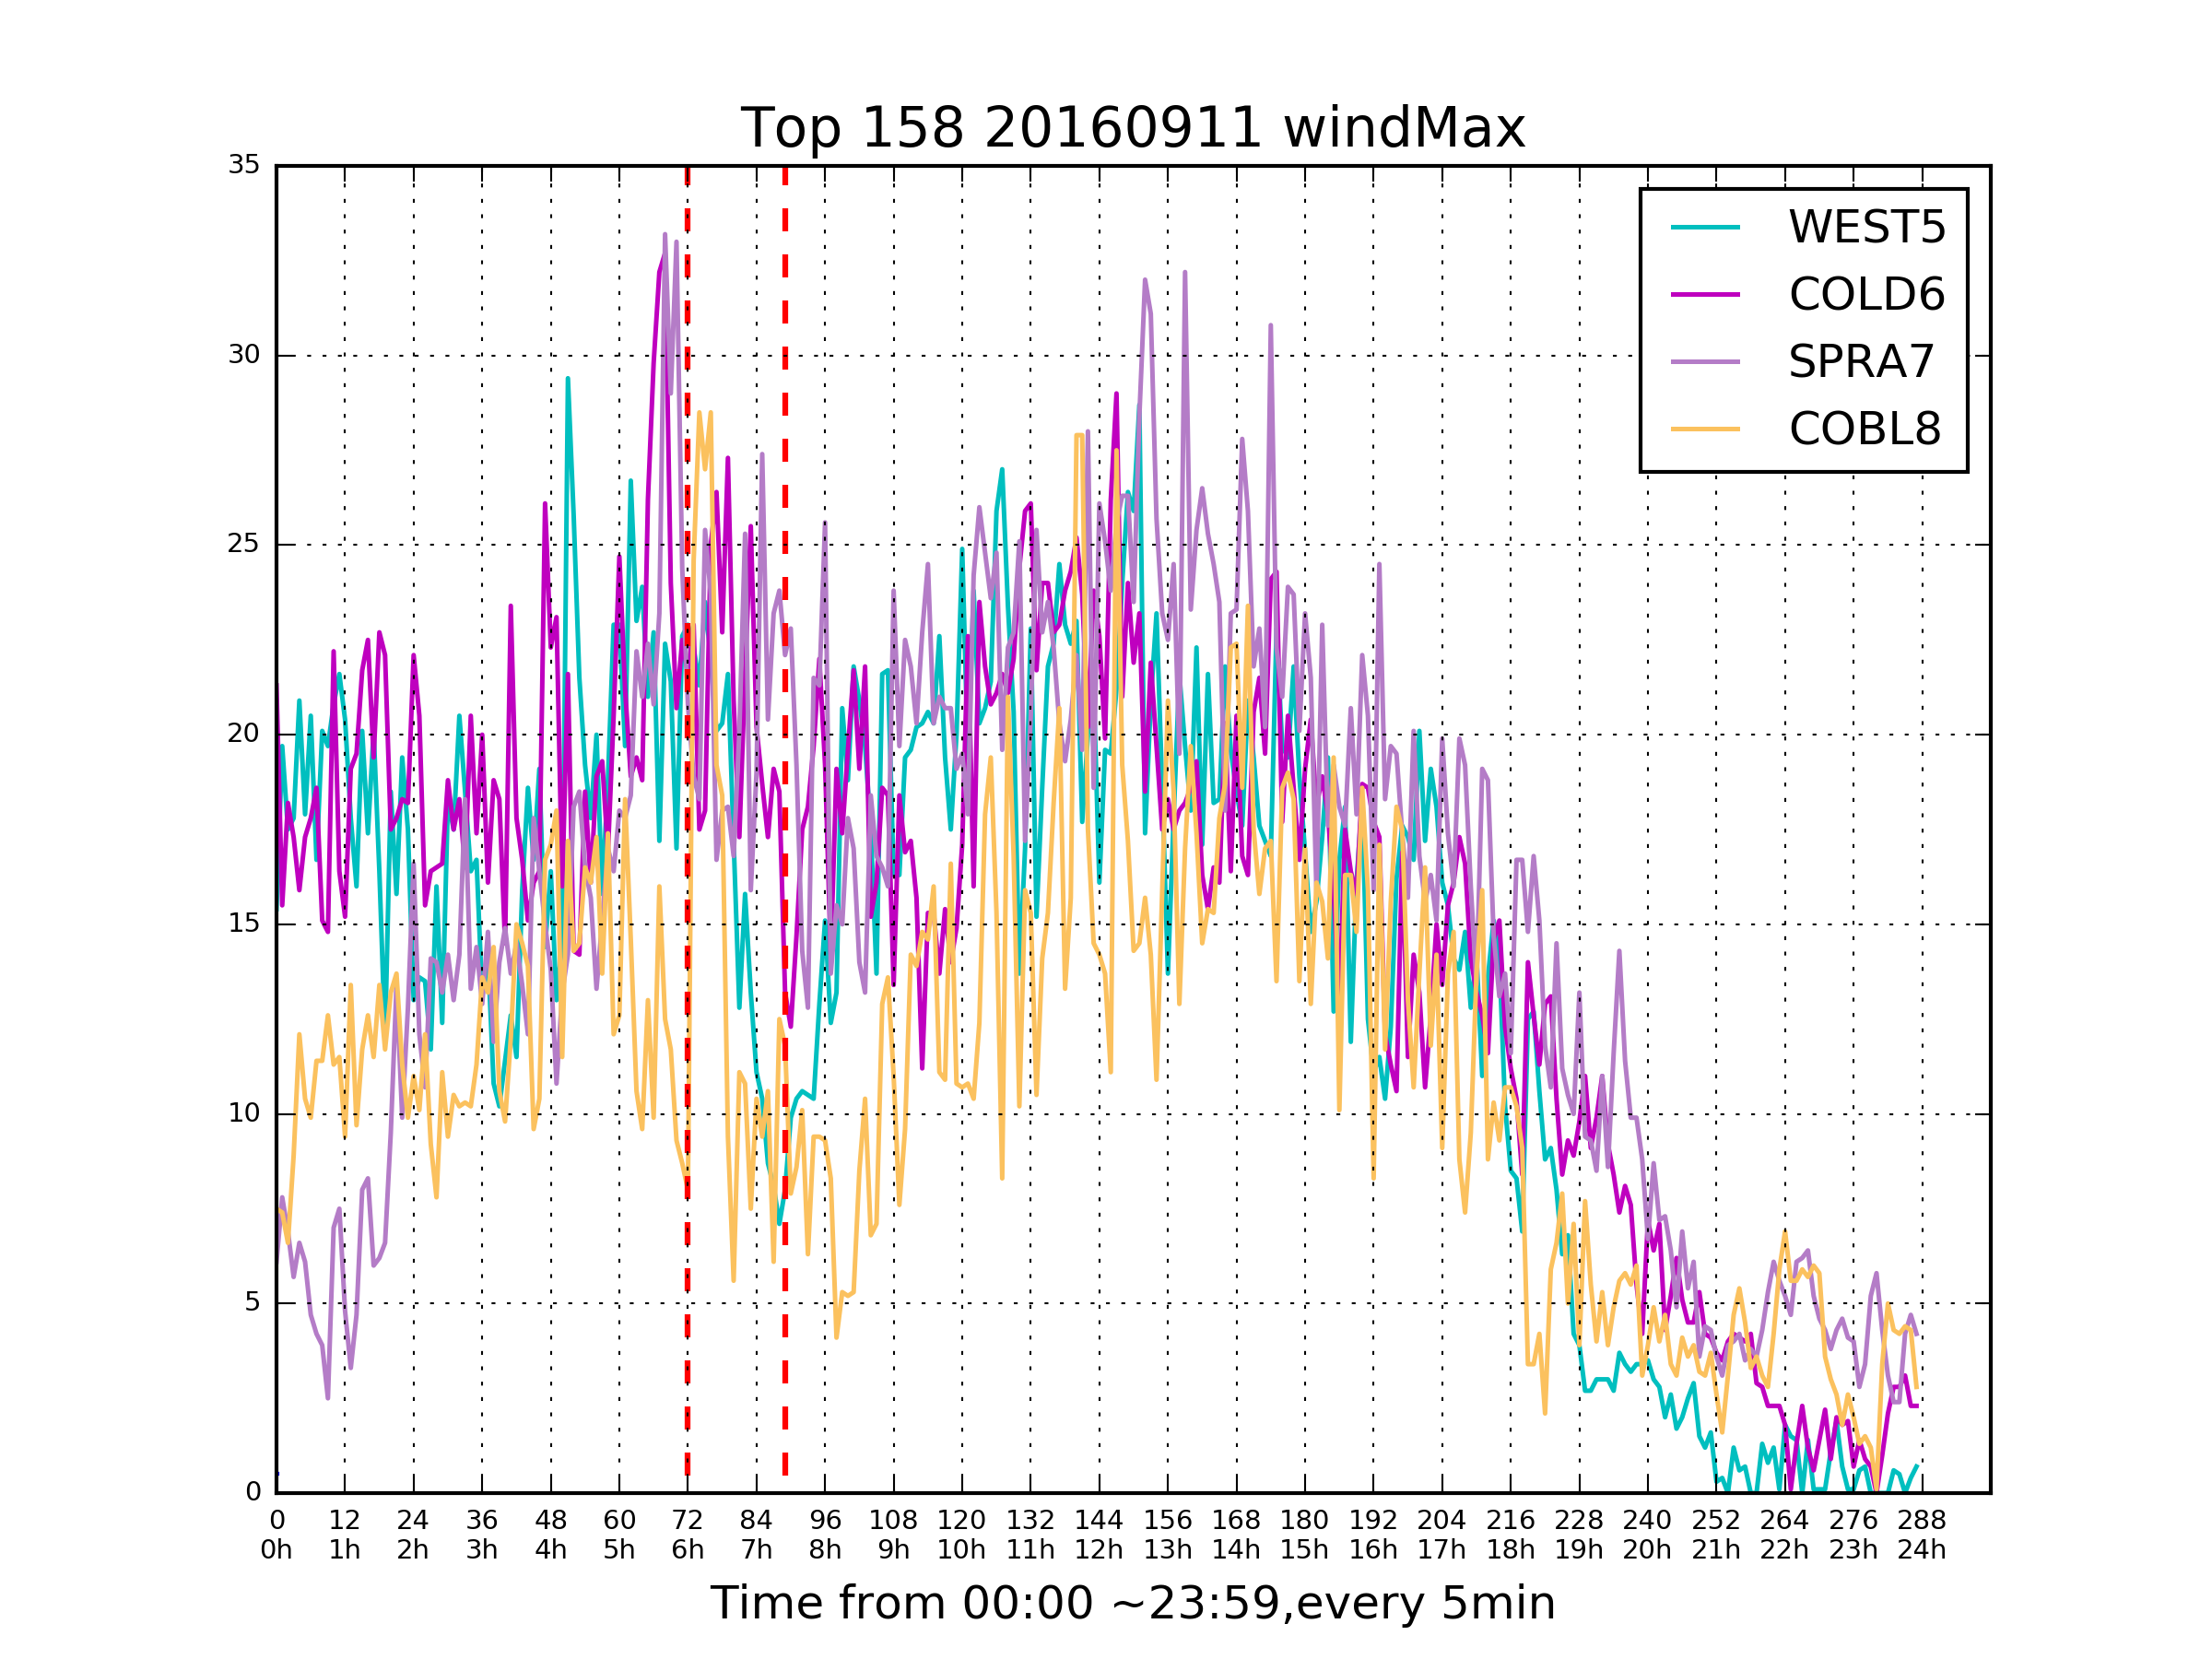 Top 158 20160911 windMax
35
30
25
20
15
10
5
0
WEST5
COLD6
SPRA7
COBL8
0 12 24 36 48 60 72 84 96 108 120 132 144 156 168 180 192 204 216 228 240 252 264 276 288
0h 1h 2h 3h 4h 5h 6h 7h 8h 9h 10h 11h 12h 13h 14h 15h 16h 17h 18h 19h 20h 21h 22h 23h 24h
Time from 00:00 ~23:59,every 5min